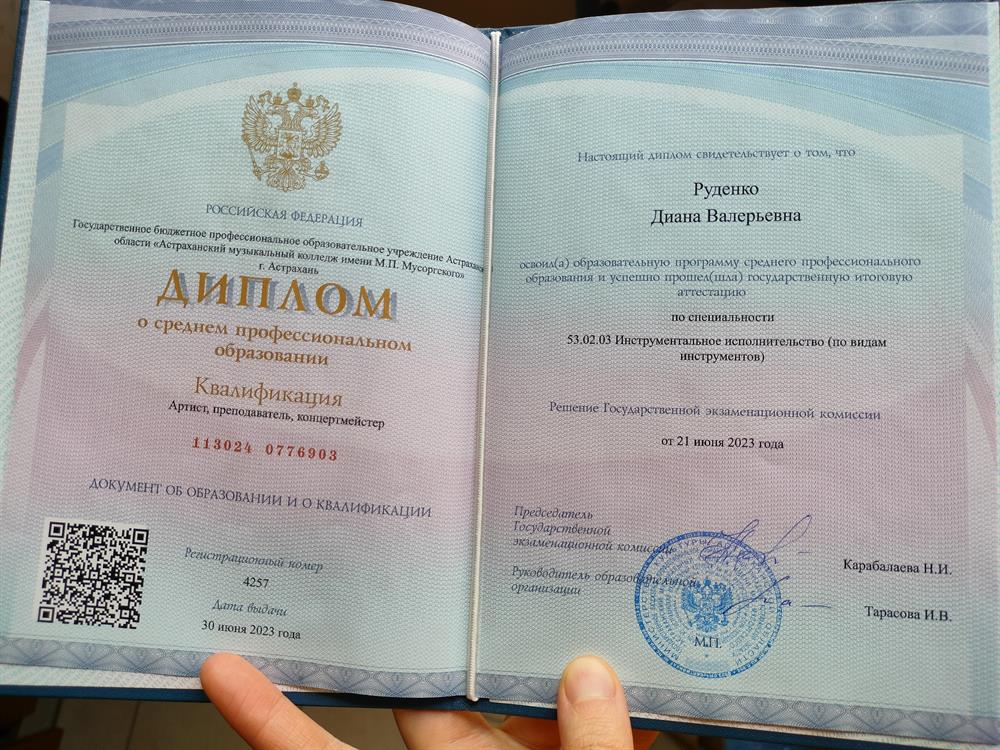 РОССИЙСКАЯ ФЕДЕРАЦИЯ
Государственное бюджетное профессиональное образовательное учреждение
области «Астраханский музыкальный колледж имени М.П. Мусоргского»
г. Астрахань
ДИПЛОМ
о среднем профессиональном
образовании
Квалификация
Артист, преподаватель, концертмейстер
113024 0776903
ДОКУМЕНТ ОБ ОБРАЗОВАНИИ И О КВАЛИФИКАЦИИ
Регистрационный номер
4257
Дата выдачи
30 июня 2023 года
Настоящий диплом свидетельствует о том, что
Руденко
Диана Валерьевна
освоил(а) образовательную программу среднего профессионального
образования и успешно прошел(шла) государственную итоговую
аттестацию
по специальности
53.02.03 Инструментальное исполнительство (по видам
инструментов)
Решение Государственной экзаменационной комиссии
от 21 июня 2023 года
Председатель
Государственной
экзаменационной комиссии
Карабалаева Н.И.
Руководитель образовательной
организации
Тарасова И.В.
М.П.